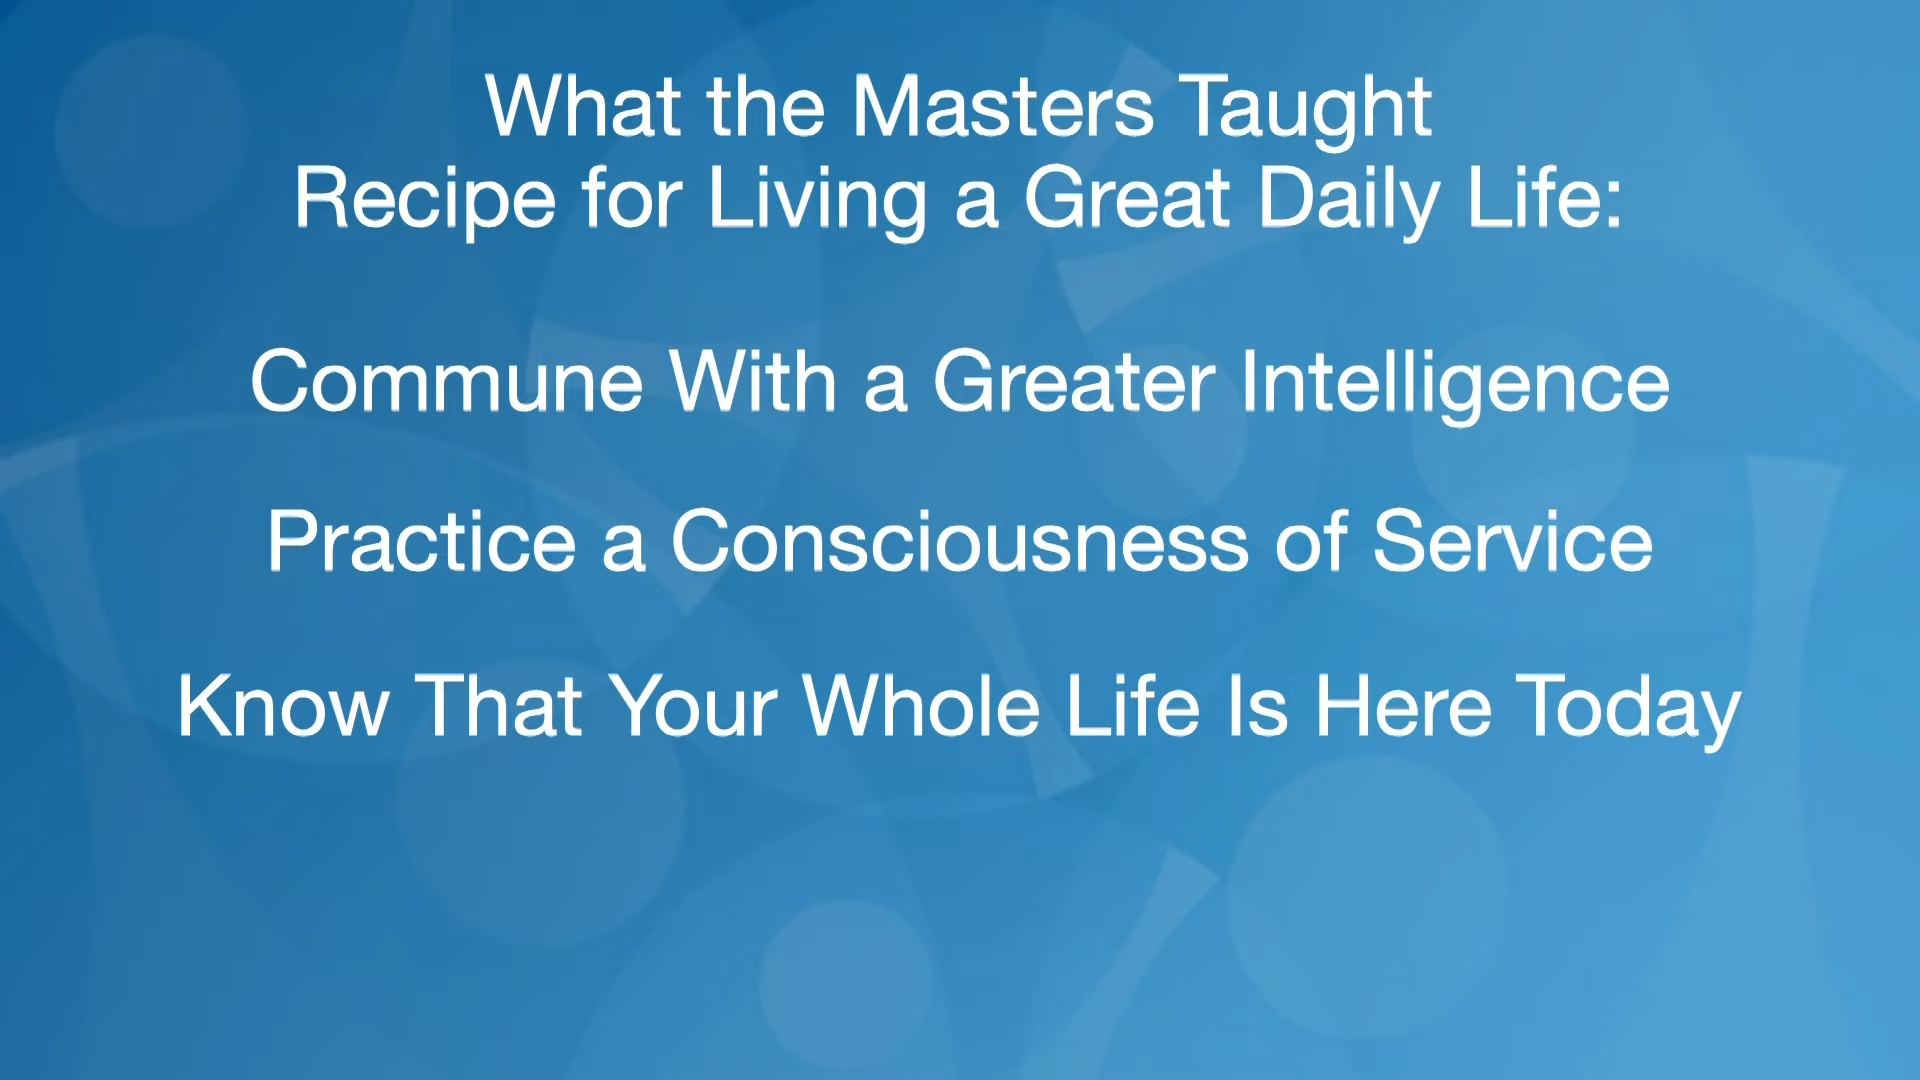 What the Masters Taught
Recipe for Living a Great Daily Life:
Commune With a Greater Intelligence
Practice a Consciousness of Service
Know That Your Whole Life Is Here Today